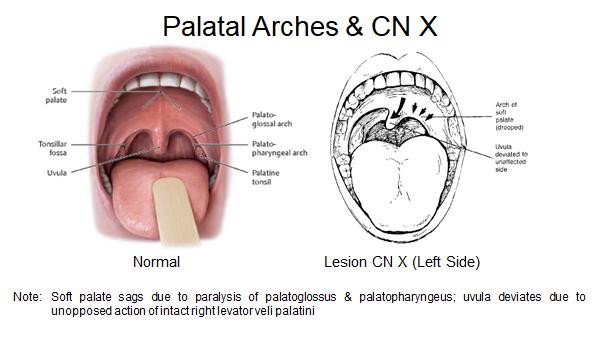 Palatal Arches & CN X
Soft
palate
Tonsillar
fossa
Uvula
Palato-
glossal arch
Palato-
pharyngeal arch
Palatine
tonsil
Arch of
soft
palate
(drooped)
Uvula
deviated to
unaffected
side
Normal
Lesion CN X (Left Side)
Note: Soft palate sags due to paralysis of palatoglossus & palatopharyngeus; uvula deviates due to
unopposed action of intact right levator veli palatini